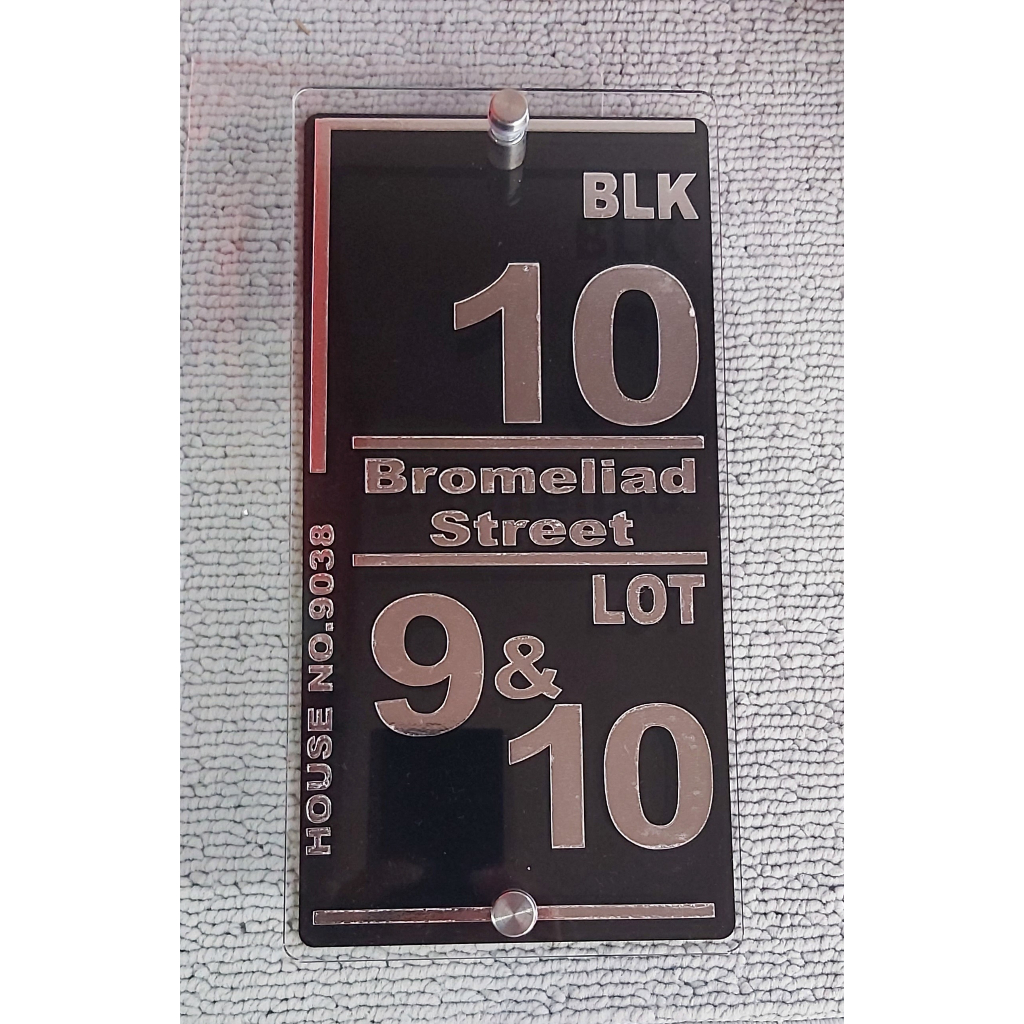 BLK
10
Bromeliad
Street
LOT
9 &
10
HOUSE NO.9038